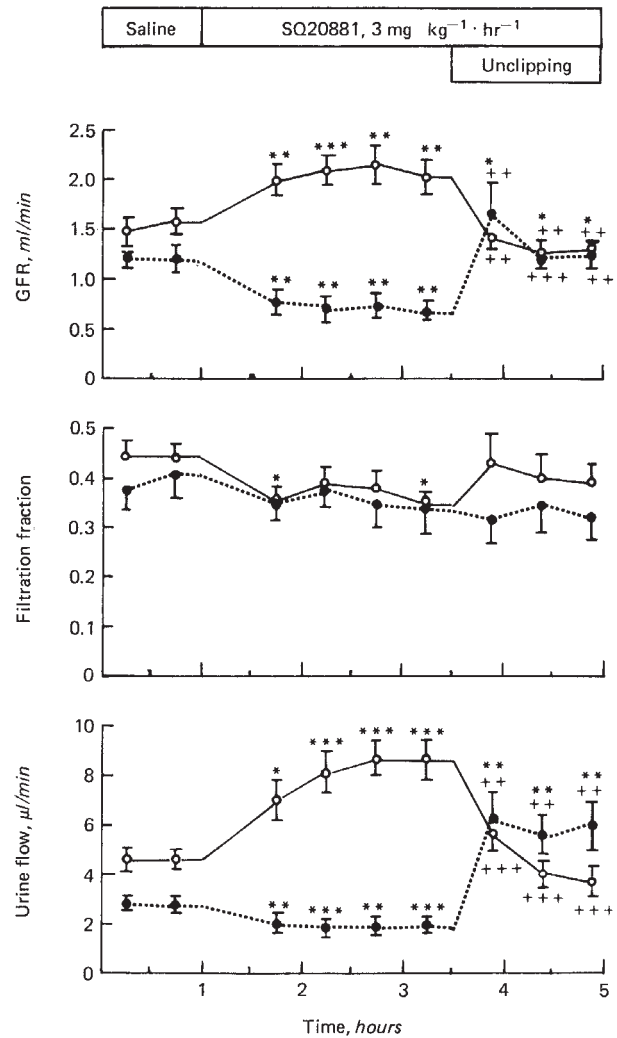 Saline
SQ20881, 3 mg kg⁻¹ · hr⁻¹
Unclipping
GFR, ml/min
2.5
2.0
1.5
1.0
0.5
0
** *** ** **
*
++
*
++
*
++
++ +++ ++
** ** ** **
Filtration fraction
0.5
0.4
0.3
0.2
0.1
0
* *
Urine flow, µl/min
10
8
6
4
2
0
* *** *** ***
**
++
**
++
**
++
+++ +++ +++
** *** ** ***
1 2 3 4 5
Time, hours